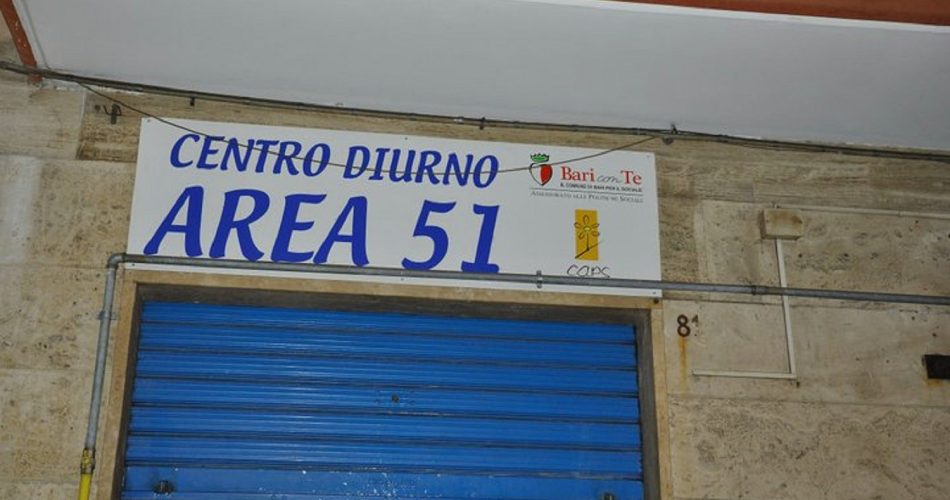 CENTRO DIURNO
AREA 51
Bari con Te
IL COMUNE DI BARI PER IL SOCIALE
ASSESSORATO ALLE POLITICHE SOCIALI
caps
81